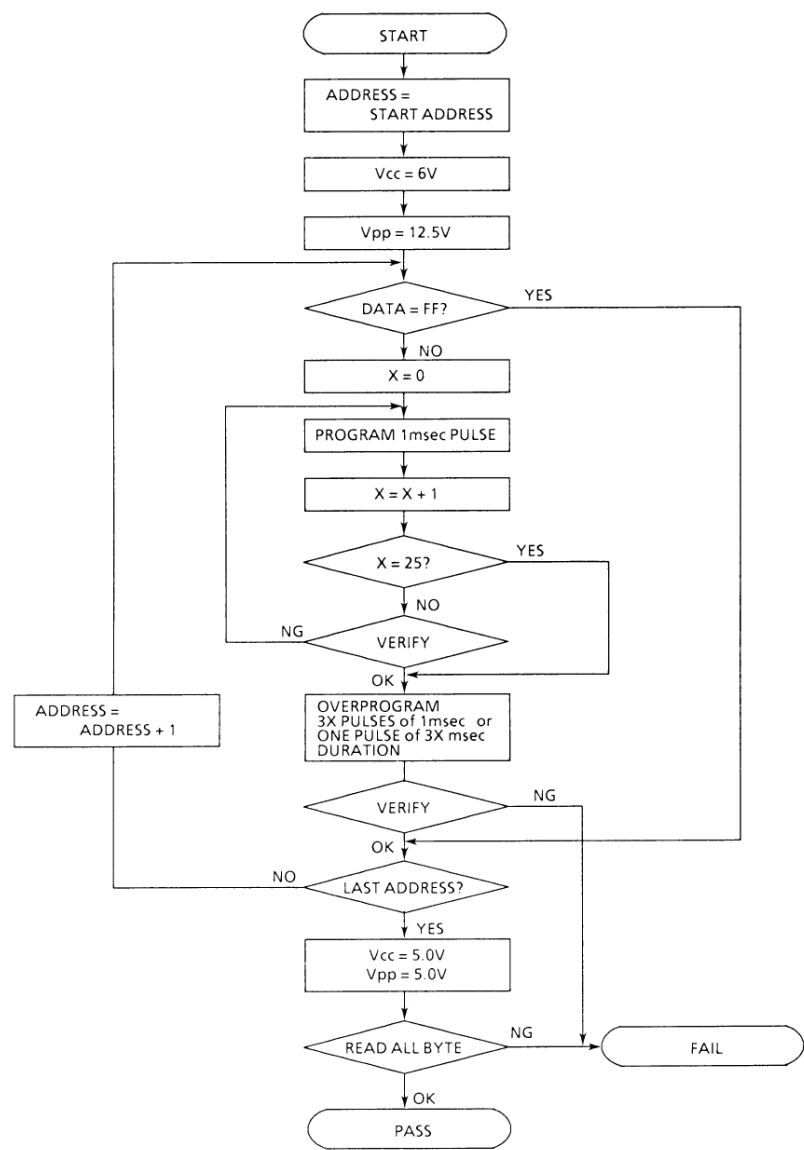 START
ADDRESS =
START ADDRESS
Vcc = 6V
Vpp = 12.5V
DATA = FF?
YES
NO
X = 0
PROGRAM 1msec PULSE
X = X + 1
X = 25?
YES
NO
NG
VERIFY
OK
ADDRESS =
ADDRESS + 1
OVERPROGRAM
3X PULSES of 1msec or
ONE PULSE of 3X msec
DURATION
VERIFY
NG
OK
NO
LAST ADDRESS?
YES
Vcc = 5.0V
Vpp = 5.0V
READ ALL BYTE
NG
FAIL
OK
PASS